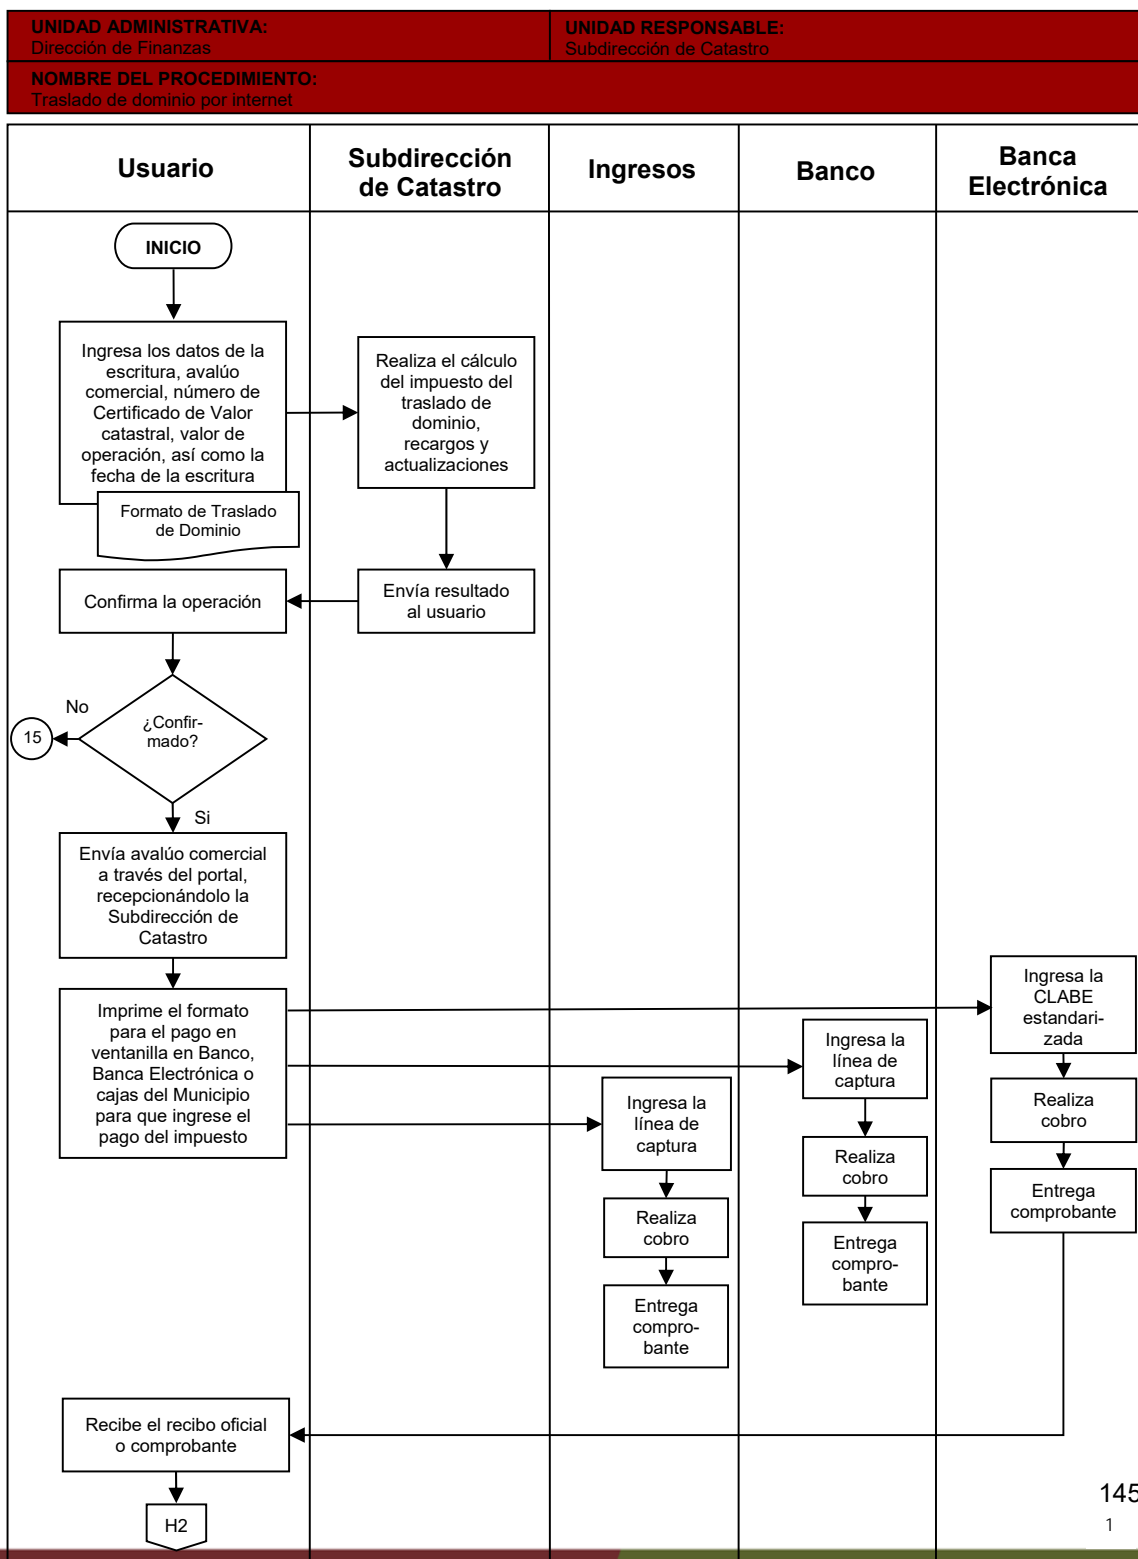 UNIDAD ADMINISTRATIVA:
Dirección de Finanzas
UNIDAD RESPONSABLE:
Subdirección de Catastro
NOMBRE DEL PROCEDIMIENTO:
Traslado de dominio por internet
Usuario
Subdirección
de Catastro
Ingresos
Banco
Banca
Electrónica
INICIO
Ingresa los datos de la
escritura, avalúo
comercial, número de
Certificado de Valor
catastral, valor de
operación, así como la
fecha de la escritura
Formato de Traslado
de Dominio
Realiza el cálculo
del impuesto del
traslado de
dominio,
recargos y
actualizaciones
Envía resultado
al usuario
Confirma la operación
¿Confir-
mado?
No
15
Si
Envía avalúo comercial
a través del portal,
recepcionándolo la
Subdirección de
Catastro
Imprime el formato
para el pago en
ventanilla en Banco,
Banca Electrónica o
cajas del Municipio
para que ingrese el
pago del impuesto
Ingresa la
línea de
captura
Realiza
cobro
Entrega
compro-
bante
Ingresa la
línea de
captura
Realiza
cobro
Entrega
compro-
bante
Ingresa la
CLABE
estandari-
zada
Realiza
cobro
Entrega
comprobante
Recibe el recibo oficial
o comprobante
H2
145
1